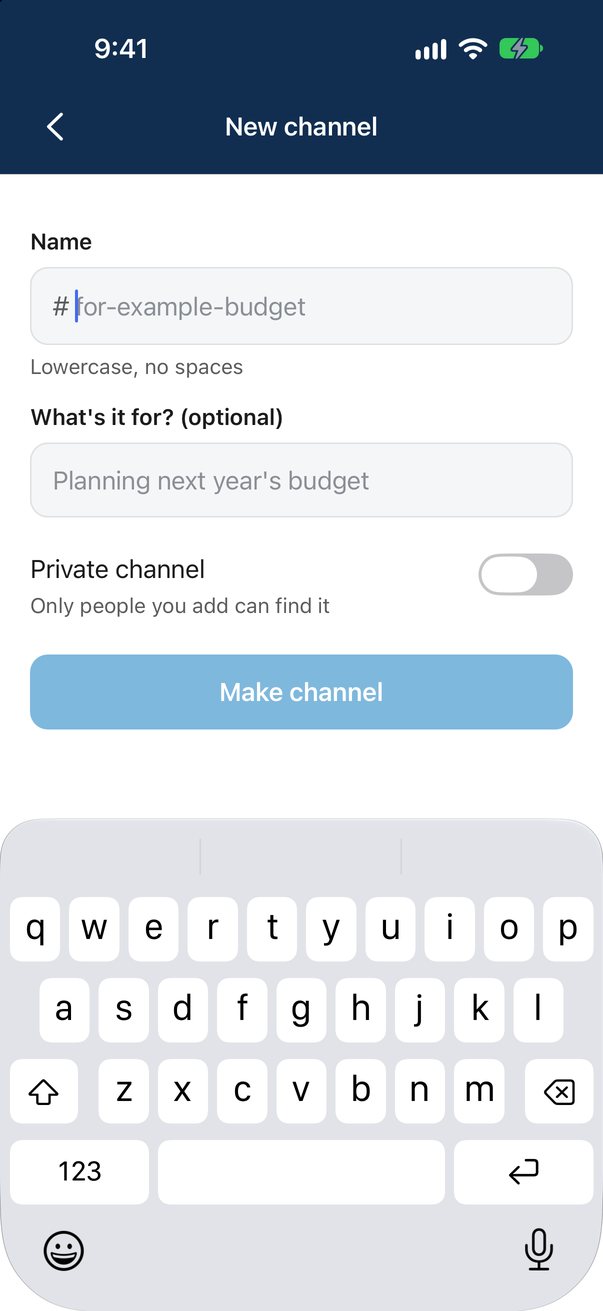 9:41
New channel
Name
# for-example-budget
Lowercase, no spaces
What's it for? (optional)
Planning next year's budget
Private channel
Only people you add can find it
Make channel
q w e r t y u i o p
a s d f g h j k l
z x c v b n m
123